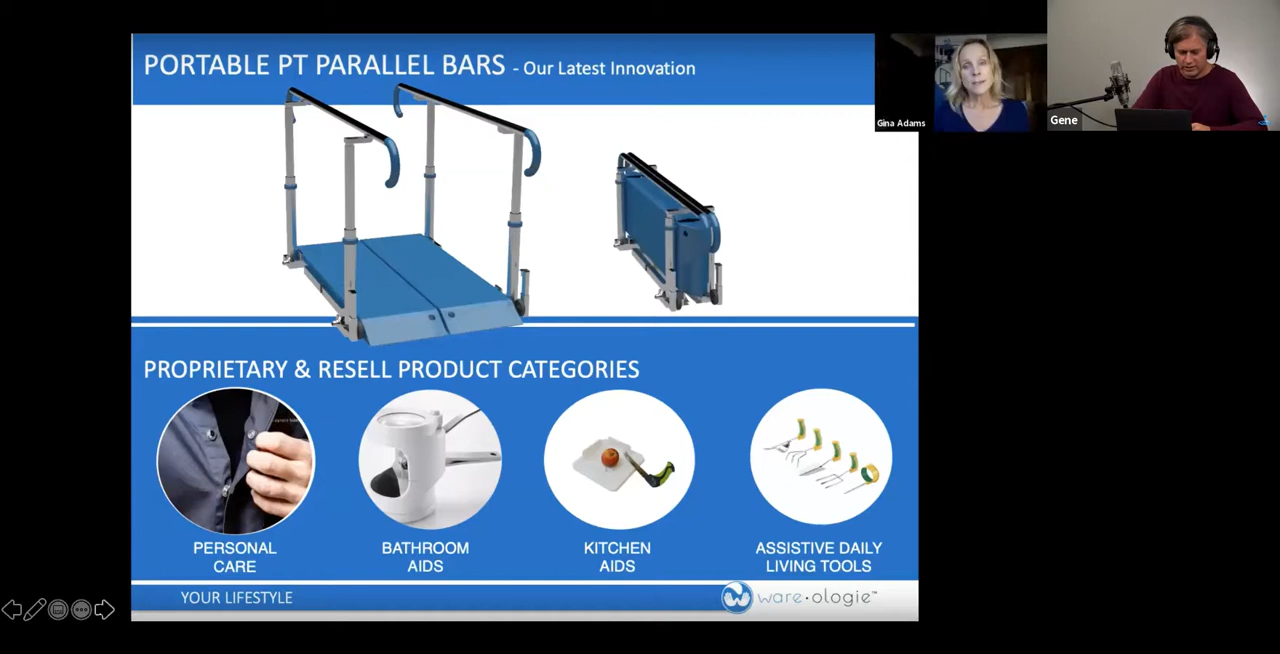 PORTABLE PT PARALLEL BARS - Our Latest Innovation
Gina Adams
Gene
PROPRIETARY & RESELL PRODUCT CATEGORIES
PERSONAL
CARE
BATHROOM
AIDS
KITCHEN
AIDS
ASSISTIVE DAILY
LIVING TOOLS
YOUR LIFESTYLE
ware•ologie™